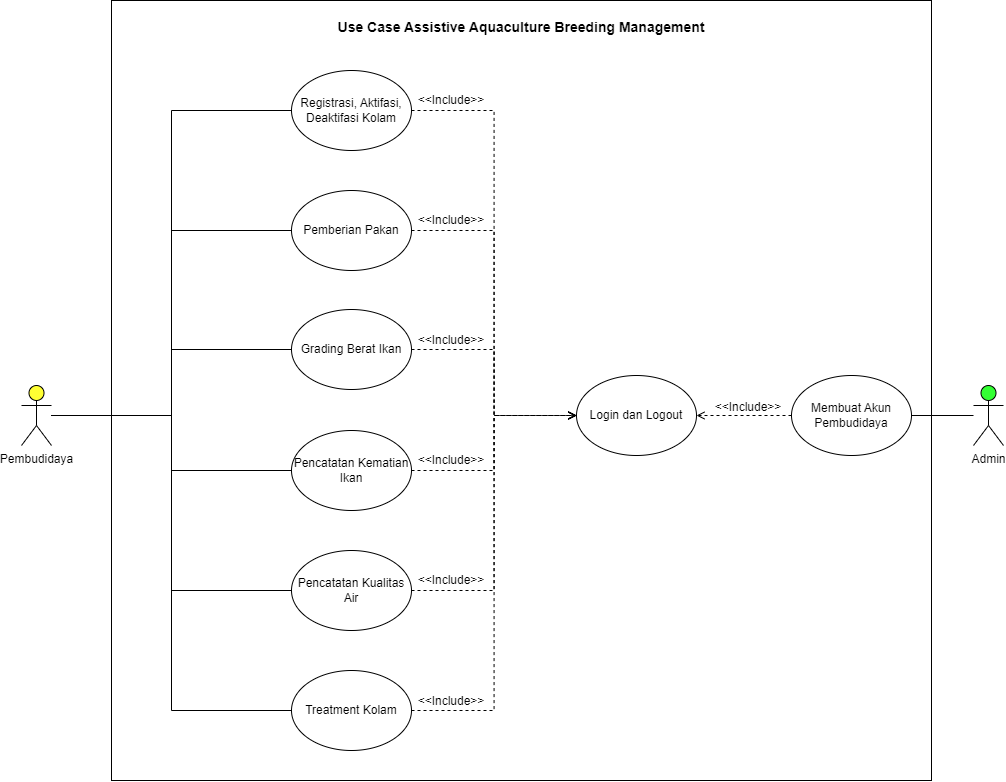 Use Case Assistive Aquaculture Breeding Management
Registrasi, Aktifasi,
Deaktifasi Kolam
<<Include>>
Pemberian Pakan
<<Include>>
Grading Berat Ikan
<<Include>>
Pembudidaya
Login dan Logout
<<Include>>
Membuat Akun
Pembudidaya
Admin
Pencatatan Kematian
Ikan
<<Include>>
Pencatatan Kualitas
Air
<<Include>>
Treatment Kolam
<<Include>>